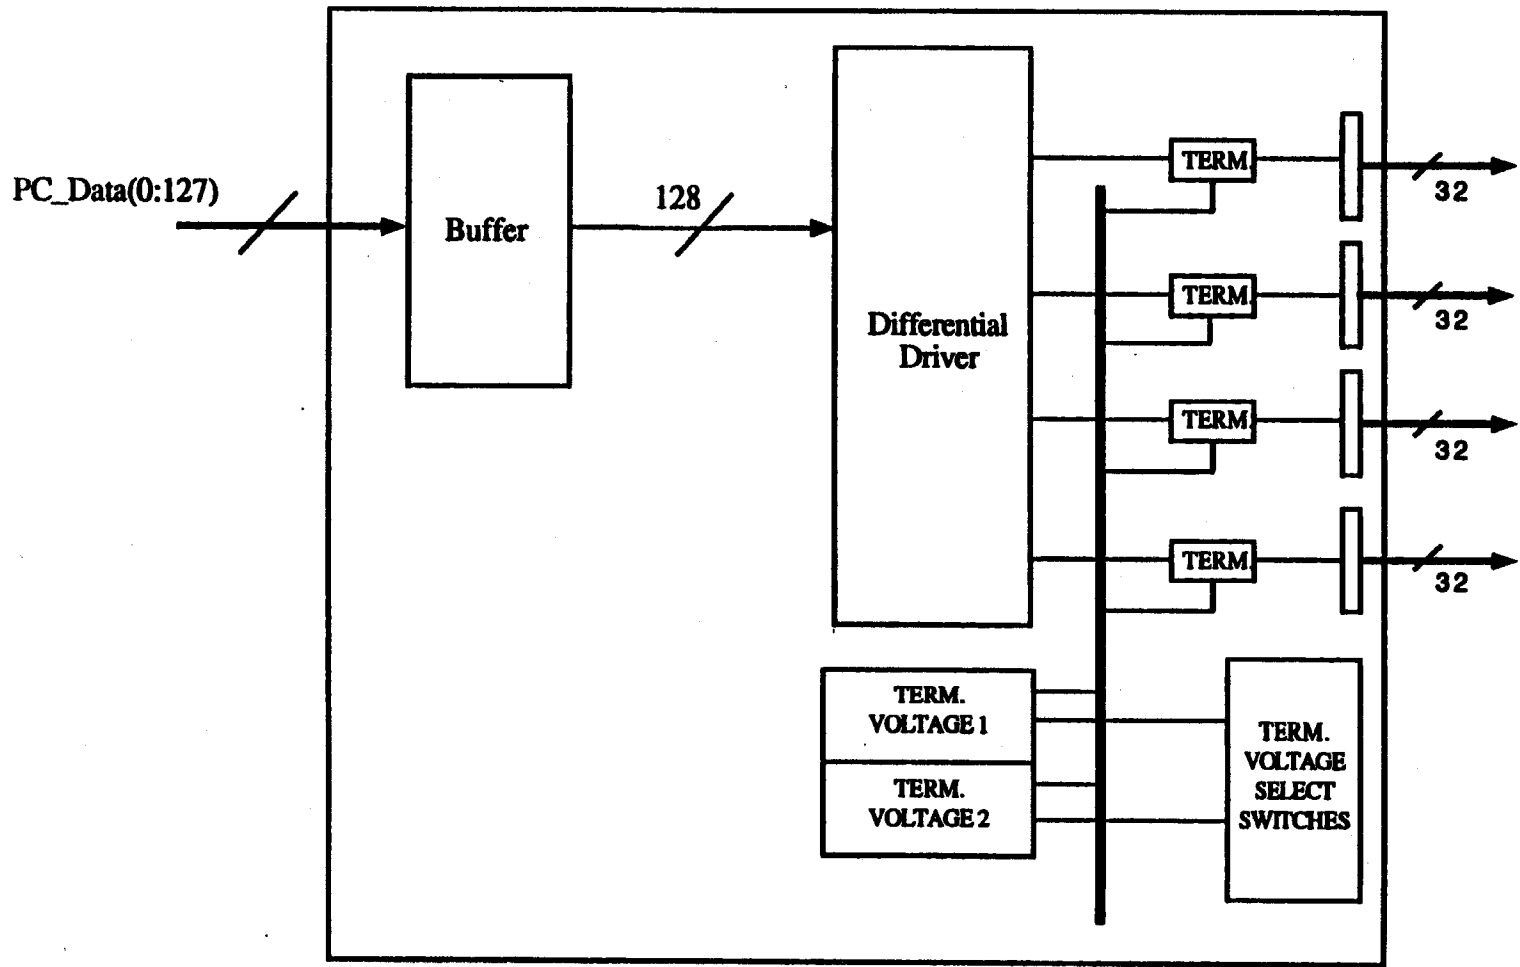 PC_Data(0:127)
Buffer
128
Differential
Driver
TERM.
32
TERM.
32
TERM.
32
TERM.
32
TERM.
VOLTAGE 1
TERM.
VOLTAGE 2
TERM.
VOLTAGE
SELECT
SWITCHES